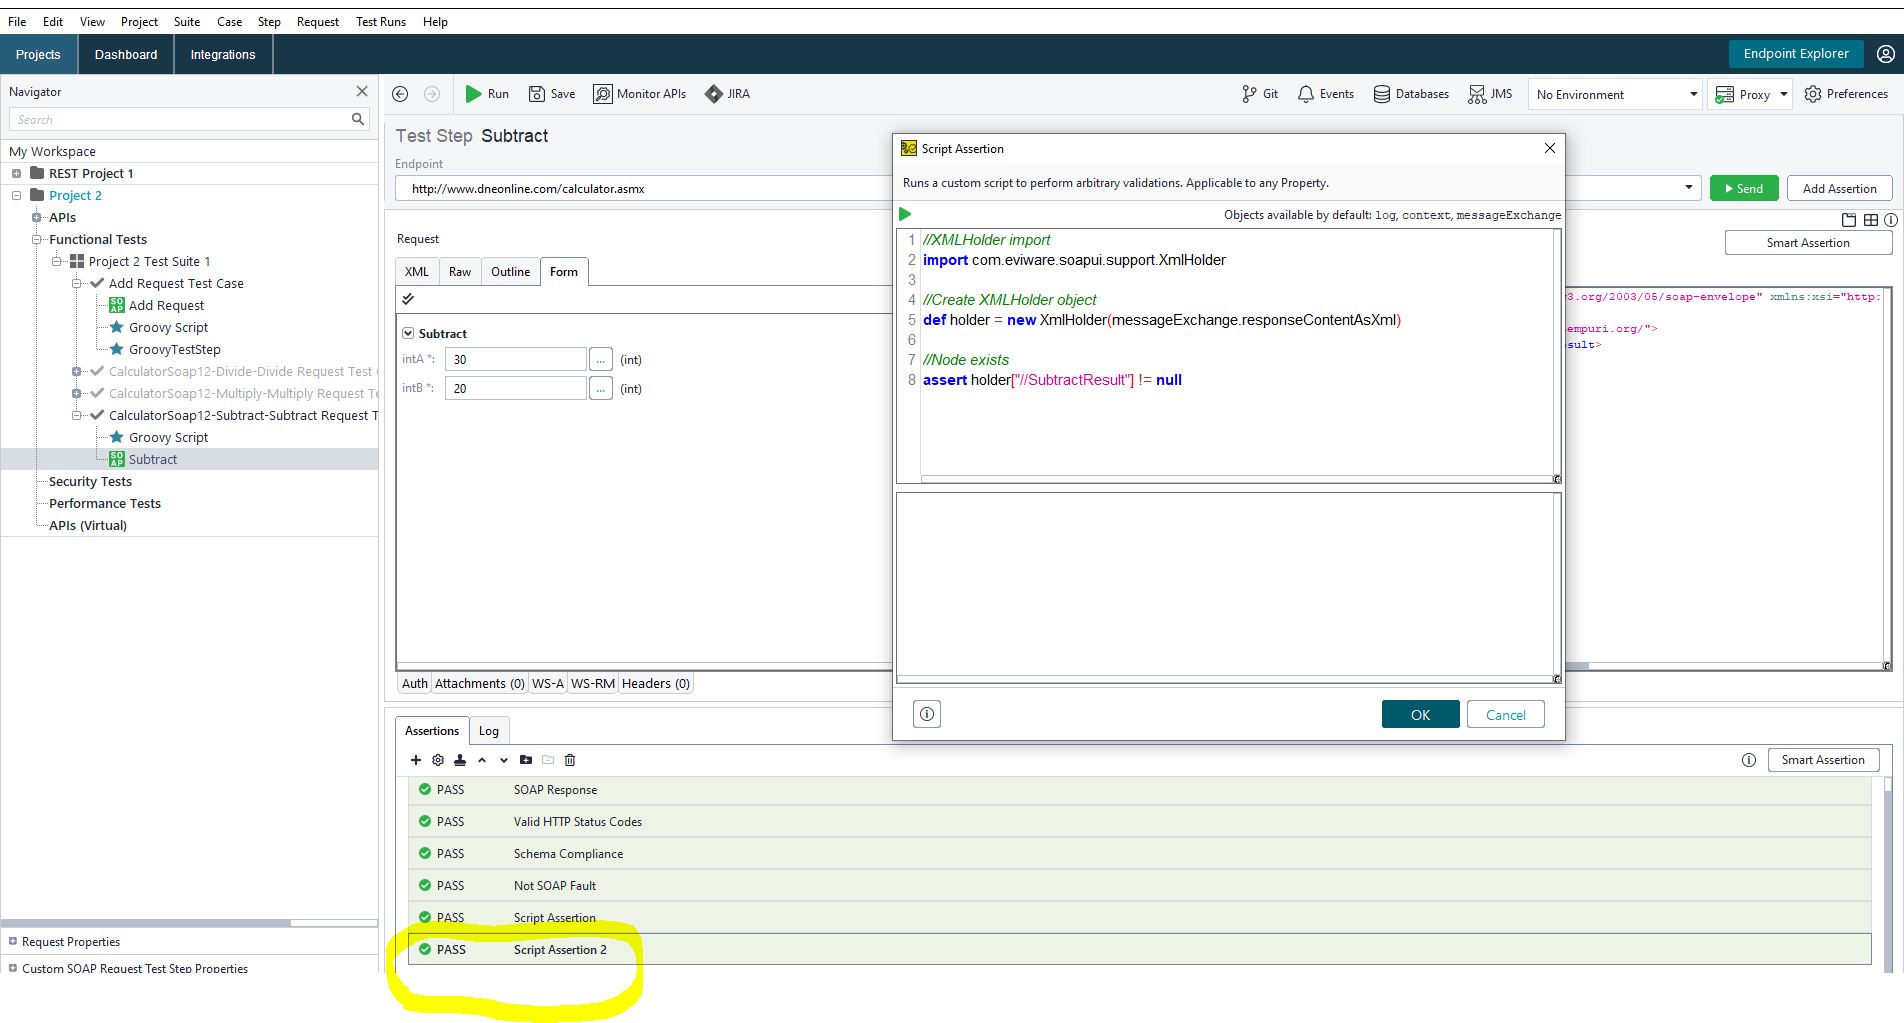 File Edit View Project Suite Case Step Request Test Runs Help
Projects Dashboard Integrations Endpoint Explorer
Navigator
Search
My Workspace
REST Project 1
Project 2
APIs
Functional Tests
Project 2 Test Suite 1
Add Request Test Case
SOAP Add Request
Groovy Script
GroovyTestStep
CalculatorSoap12-Divide-Divide Request Test
CalculatorSoap12-Multiply-Multiply Request Te
CalculatorSoap12-Subtract-Subtract Request T
Groovy Script
SOAP Subtract
Security Tests
Performance Tests
APIs (Virtual)
Request Properties
Custom SOAP Request Test Step Properties
Run Save Monitor APIs JIRA Git Events Databases JMS No Environment Proxy Preferences
Test Step Subtract
Endpoint
http://www.dneonline.com/calculator.asmx
Send Add Assertion
Smart Assertion
Request
XML Raw Outline Form
Subtract
intA *: 30 ... (int)
intB *: 20 ... (int)
3.org/2003/05/soap-envelope" xmlns:xsi="http:
empuri.org/">
sult>
Auth Attachments (0) WS-A WS-RM Headers (0)
Script Assertion
Runs a custom script to perform arbitrary validations. Applicable to any Property.
Objects available by default: log, context, messageExchange
1 //XMLHolder import
2 import com.eviware.soapui.support.XmlHolder
3
4 //Create XMLHolder object
5 def holder = new XmlHolder(messageExchange.responseContentAsXml)
6
7 //Node exists
8 assert holder["//SubtractResult"] != null
OK Cancel
Assertions Log
Smart Assertion
PASS SOAP Response
PASS Valid HTTP Status Codes
PASS Schema Compliance
PASS Not SOAP Fault
PASS Script Assertion
PASS Script Assertion 2